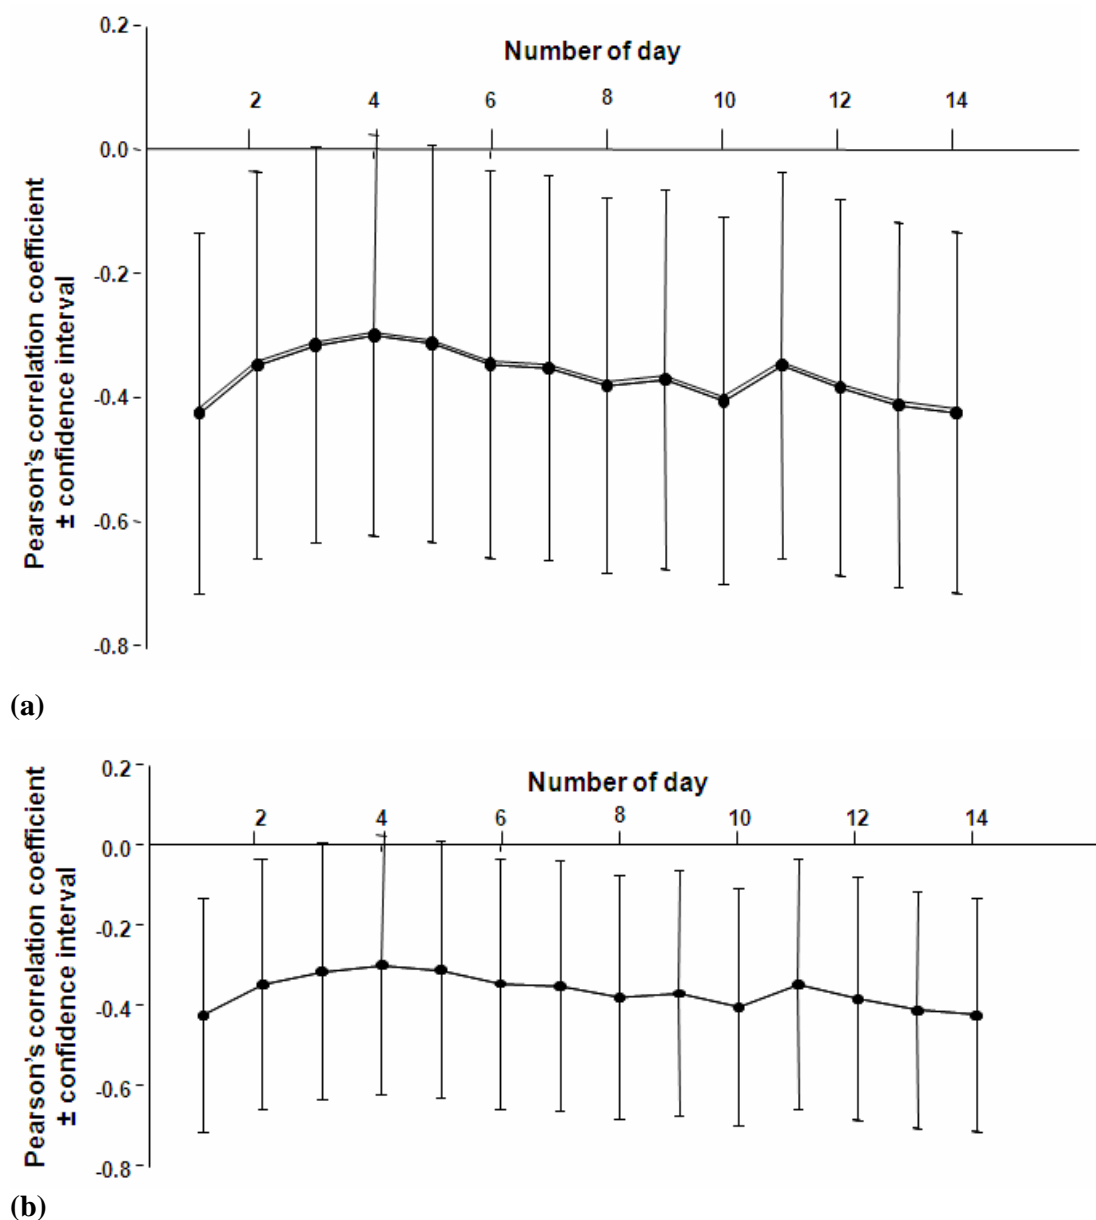 0.2
Number of day
2 4 6 8 10 12 14
0.0
-0.2
-0.4
-0.6
-0.8
Pearson's correlation coefficient
± confidence interval
(a)
0.2
Number of day
2 4 6 8 10 12 14
0.0
-0.2
-0.4
-0.6
-0.8
Pearson's correlation coefficient
± confidence interval
(b)